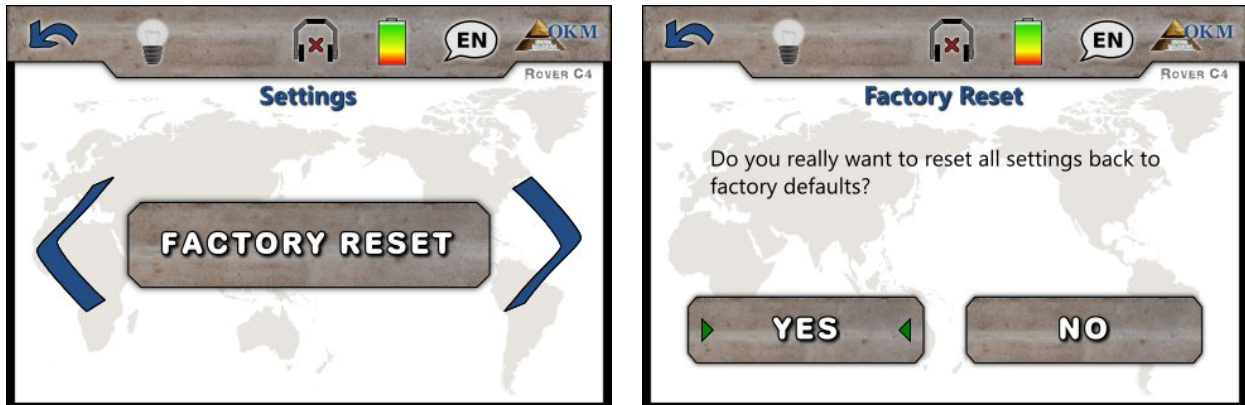 EN
OKM
ROVER C4
Settings
FACTORY RESET
EN
OKM
ROVER C4
Factory Reset
Do you really want to reset all settings back to
factory defaults?
YES
NO